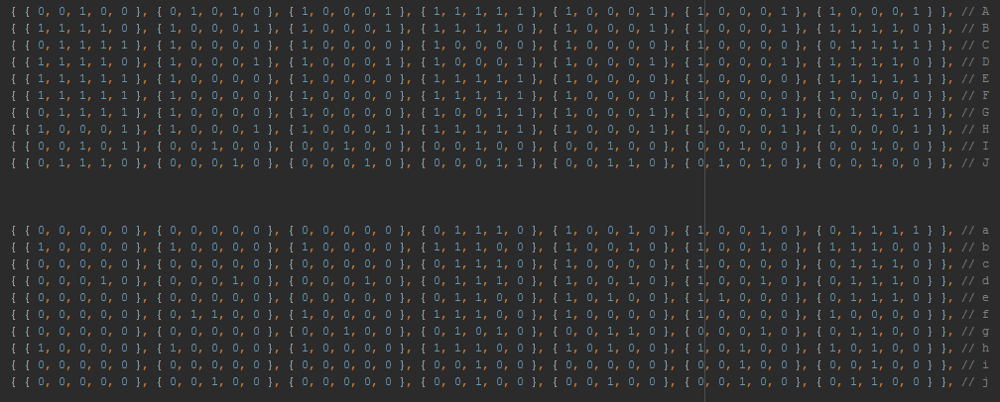 { { 0, 0, 1, 0, 0 }, { 0, 1, 0, 1, 0 }, { 1, 0, 0, 0, 1 }, { 1, 1, 1, 1, 1 }, { 1, 0, 0, 0, 1 }, { 1, 0, 0, 0, 1 }, { 1, 0, 0, 0, 1 } }, // A
{ { 1, 1, 1, 1, 0 }, { 1, 0, 0, 0, 1 }, { 1, 0, 0, 0, 1 }, { 1, 1, 1, 1, 0 }, { 1, 0, 0, 0, 1 }, { 1, 0, 0, 0, 1 }, { 1, 1, 1, 1, 0 } }, // B
{ { 0, 1, 1, 1, 1 }, { 1, 0, 0, 0, 0 }, { 1, 0, 0, 0, 0 }, { 1, 0, 0, 0, 0 }, { 1, 0, 0, 0, 0 }, { 1, 0, 0, 0, 0 }, { 0, 1, 1, 1, 1 } }, // C
{ { 1, 1, 1, 1, 0 }, { 1, 0, 0, 0, 1 }, { 1, 0, 0, 0, 1 }, { 1, 0, 0, 0, 1 }, { 1, 0, 0, 0, 1 }, { 1, 0, 0, 0, 1 }, { 1, 1, 1, 1, 0 } }, // D
{ { 1, 1, 1, 1, 1 }, { 1, 0, 0, 0, 0 }, { 1, 0, 0, 0, 0 }, { 1, 1, 1, 1, 1 }, { 1, 0, 0, 0, 0 }, { 1, 0, 0, 0, 0 }, { 1, 1, 1, 1, 1 } }, // E
{ { 1, 1, 1, 1, 1 }, { 1, 0, 0, 0, 0 }, { 1, 0, 0, 0, 0 }, { 1, 1, 1, 1, 1 }, { 1, 0, 0, 0, 0 }, { 1, 0, 0, 0, 0 }, { 1, 0, 0, 0, 0 } }, // F
{ { 0, 1, 1, 1, 1 }, { 1, 0, 0, 0, 0 }, { 1, 0, 0, 0, 0 }, { 1, 0, 0, 1, 1 }, { 1, 0, 0, 0, 1 }, { 1, 0, 0, 0, 1 }, { 0, 1, 1, 1, 1 } }, // G
{ { 1, 0, 0, 0, 1 }, { 1, 0, 0, 0, 1 }, { 1, 0, 0, 0, 1 }, { 1, 1, 1, 1, 1 }, { 1, 0, 0, 0, 1 }, { 1, 0, 0, 0, 1 }, { 1, 0, 0, 0, 1 } }, // H
{ { 0, 0, 1, 0, 1 }, { 0, 0, 1, 0, 0 }, { 0, 0, 1, 0, 0 }, { 0, 0, 1, 0, 0 }, { 0, 0, 1, 0, 0 }, { 0, 0, 1, 0, 0 }, { 0, 0, 1, 0, 0 } }, // I
{ { 0, 1, 1, 1, 0 }, { 0, 0, 0, 1, 0 }, { 0, 0, 0, 1, 0 }, { 0, 0, 0, 1, 1 }, { 0, 0, 1, 1, 0 }, { 0, 1, 0, 1, 0 }, { 0, 0, 1, 0, 0 } }, // J
{ { 0, 0, 0, 0, 0 }, { 0, 0, 0, 0, 0 }, { 0, 0, 0, 0, 0 }, { 0, 1, 1, 1, 0 }, { 1, 0, 0, 1, 0 }, { 1, 0, 0, 1, 0 }, { 0, 1, 1, 1, 1 } }, // a
{ { 1, 0, 0, 0, 0 }, { 1, 0, 0, 0, 0 }, { 1, 0, 0, 0, 0 }, { 1, 1, 1, 0, 0 }, { 1, 0, 0, 1, 0 }, { 1, 0, 0, 1, 0 }, { 1, 1, 1, 0, 0 } }, // b
{ { 0, 0, 0, 0, 0 }, { 0, 0, 0, 0, 0 }, { 0, 0, 0, 0, 0 }, { 0, 1, 1, 1, 0 }, { 1, 0, 0, 0, 0 }, { 1, 0, 0, 0, 0 }, { 0, 1, 1, 1, 0 } }, // c
{ { 0, 0, 0, 1, 0 }, { 0, 0, 0, 1, 0 }, { 0, 0, 0, 1, 0 }, { 0, 1, 1, 1, 0 }, { 1, 0, 0, 1, 0 }, { 1, 0, 0, 1, 0 }, { 0, 1, 1, 1, 0 } }, // d
{ { 0, 0, 0, 0, 0 }, { 0, 0, 0, 0, 0 }, { 0, 0, 0, 0, 0 }, { 0, 1, 1, 0, 0 }, { 1, 0, 1, 0, 0 }, { 1, 1, 0, 0, 0 }, { 0, 1, 1, 0, 0 } }, // e
{ { 0, 0, 0, 0, 0 }, { 0, 1, 1, 0, 0 }, { 1, 0, 0, 0, 0 }, { 1, 1, 1, 0, 0 }, { 1, 0, 0, 0, 0 }, { 1, 0, 0, 0, 0 }, { 1, 0, 0, 0, 0 } }, // f
{ { 0, 0, 0, 0, 0 }, { 0, 0, 0, 0, 0 }, { 0, 0, 1, 0, 0 }, { 0, 1, 0, 1, 0 }, { 0, 0, 1, 1, 0 }, { 0, 0, 0, 1, 0 }, { 0, 1, 1, 0, 0 } }, // g
{ { 1, 0, 0, 0, 0 }, { 1, 0, 0, 0, 0 }, { 1, 0, 0, 0, 0 }, { 1, 1, 1, 0, 0 }, { 1, 0, 1, 0, 0 }, { 1, 0, 1, 0, 0 }, { 1, 0, 1, 0, 0 } }, // h
{ { 0, 0, 0, 0, 0 }, { 0, 0, 0, 0, 0 }, { 0, 0, 0, 0, 0 }, { 0, 0, 1, 0, 0 }, { 0, 0, 0, 0, 0 }, { 0, 0, 1, 0, 0 }, { 0, 0, 1, 0, 0 } }, // i
{ { 0, 0, 0, 0, 0 }, { 0, 0, 1, 0, 0 }, { 0, 0, 0, 0, 0 }, { 0, 0, 1, 0, 0 }, { 0, 0, 1, 0, 0 }, { 0, 0, 1, 0, 0 }, { 0, 1, 1, 0, 0 } }, // j